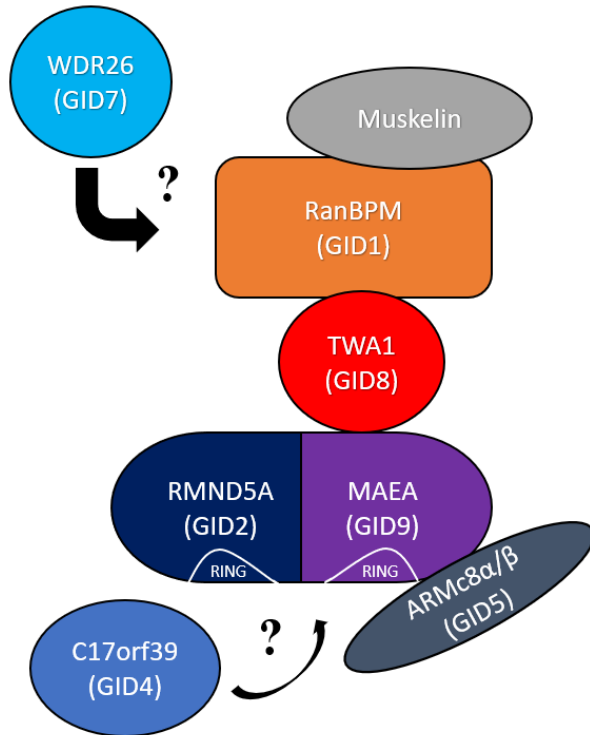 WDR26
(GID7)
Muskelin
?
RanBPM
(GID1)
TWA1
(GID8)
RMND5A
(GID2)
RING
MAEA
(GID9)
RING
ARMc8α/β
(GID5)
?
C17orf39
(GID4)